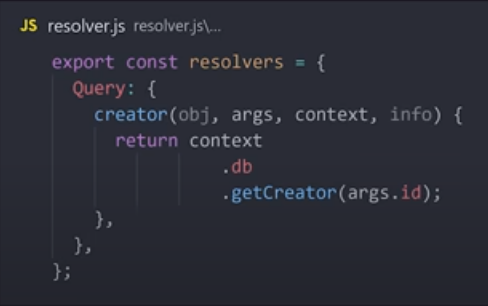 JS resolver.js resolver.js\...
export const resolvers = {
Query: {
creator(obj, args, context, info) {
return context
.db
.getCreator(args.id);
},
},
};